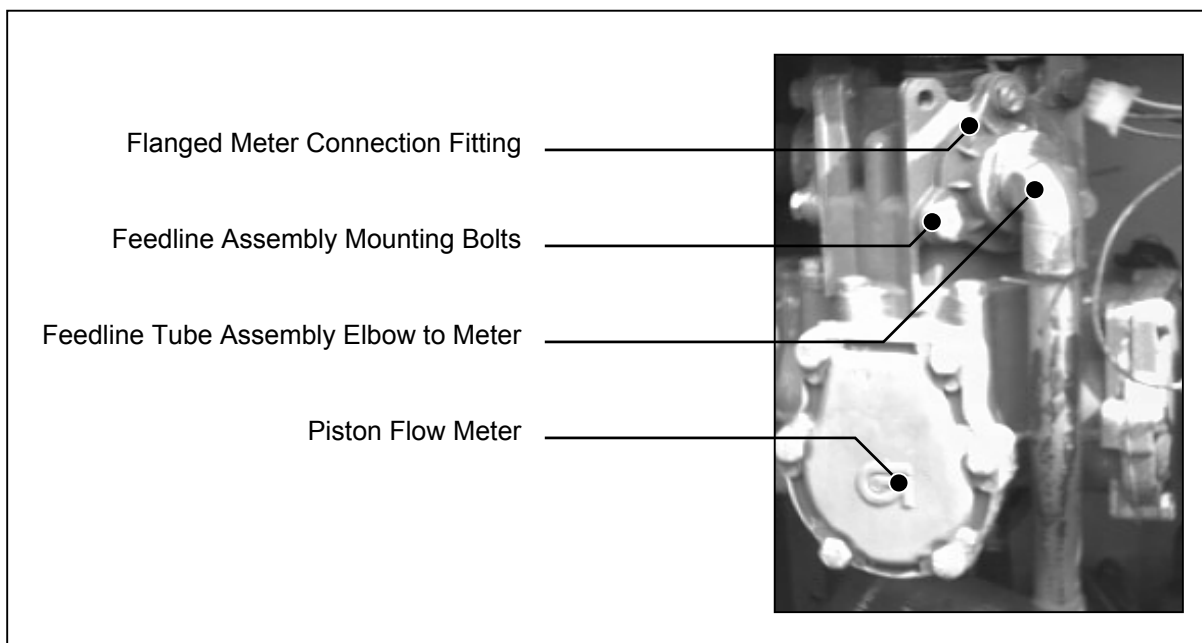 Flanged Meter Connection Fitting
Feedline Assembly Mounting Bolts
Feedline Tube Assembly Elbow to Meter
Piston Flow Meter